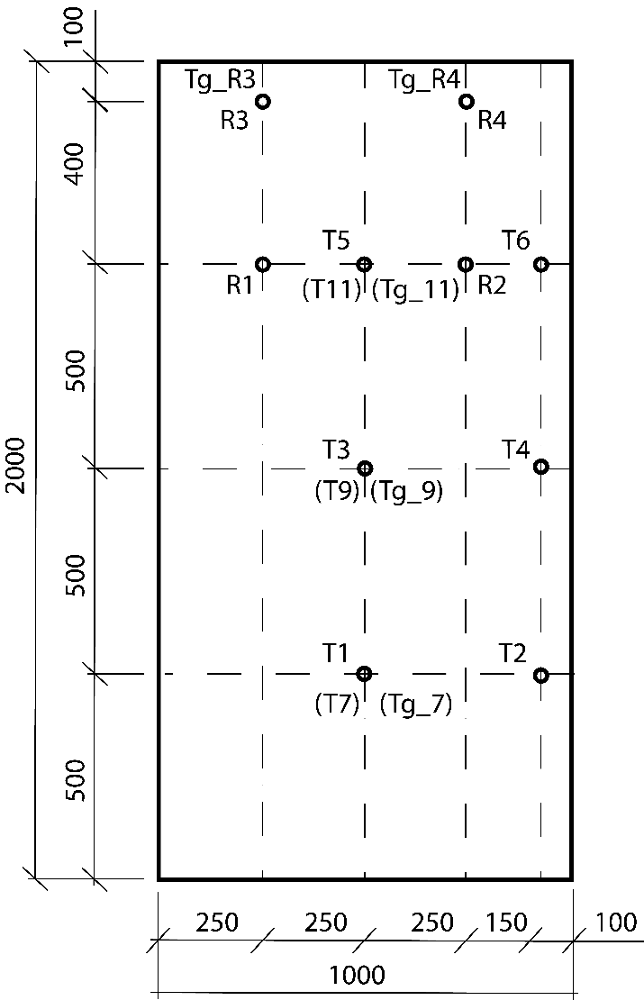 100
Tg_R3 Tg_R4
R3 R4
400
T5 T6
R1 (T11) (Tg_11) R2
500
2000
T3 T4
(T9) (Tg_9)
500
T1 T2
(T7) (Tg_7)
500
250 250 250 150 100
1000